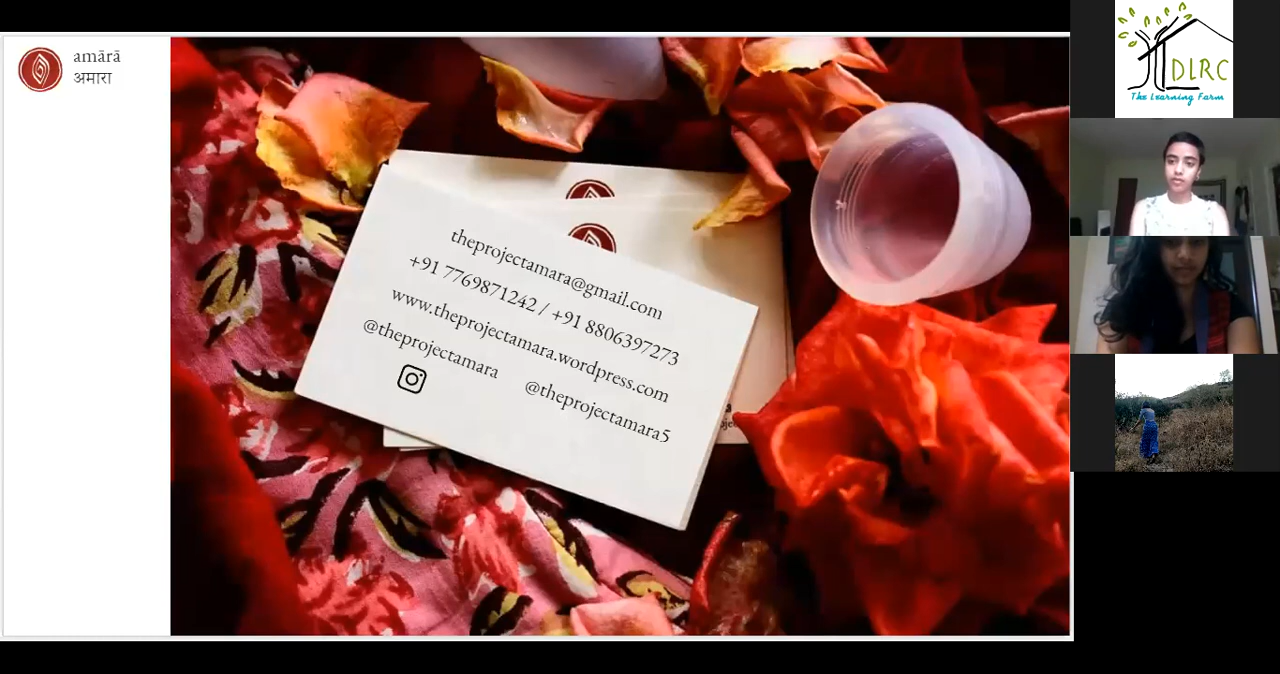 amārā
अमारा
theprojectamara@gmail.com
+91 7769871242 / +91 8806397273
www.theprojectamara.wordpress.com
@theprojectamara @theprojectamara5
DLRC
The Learning Farm